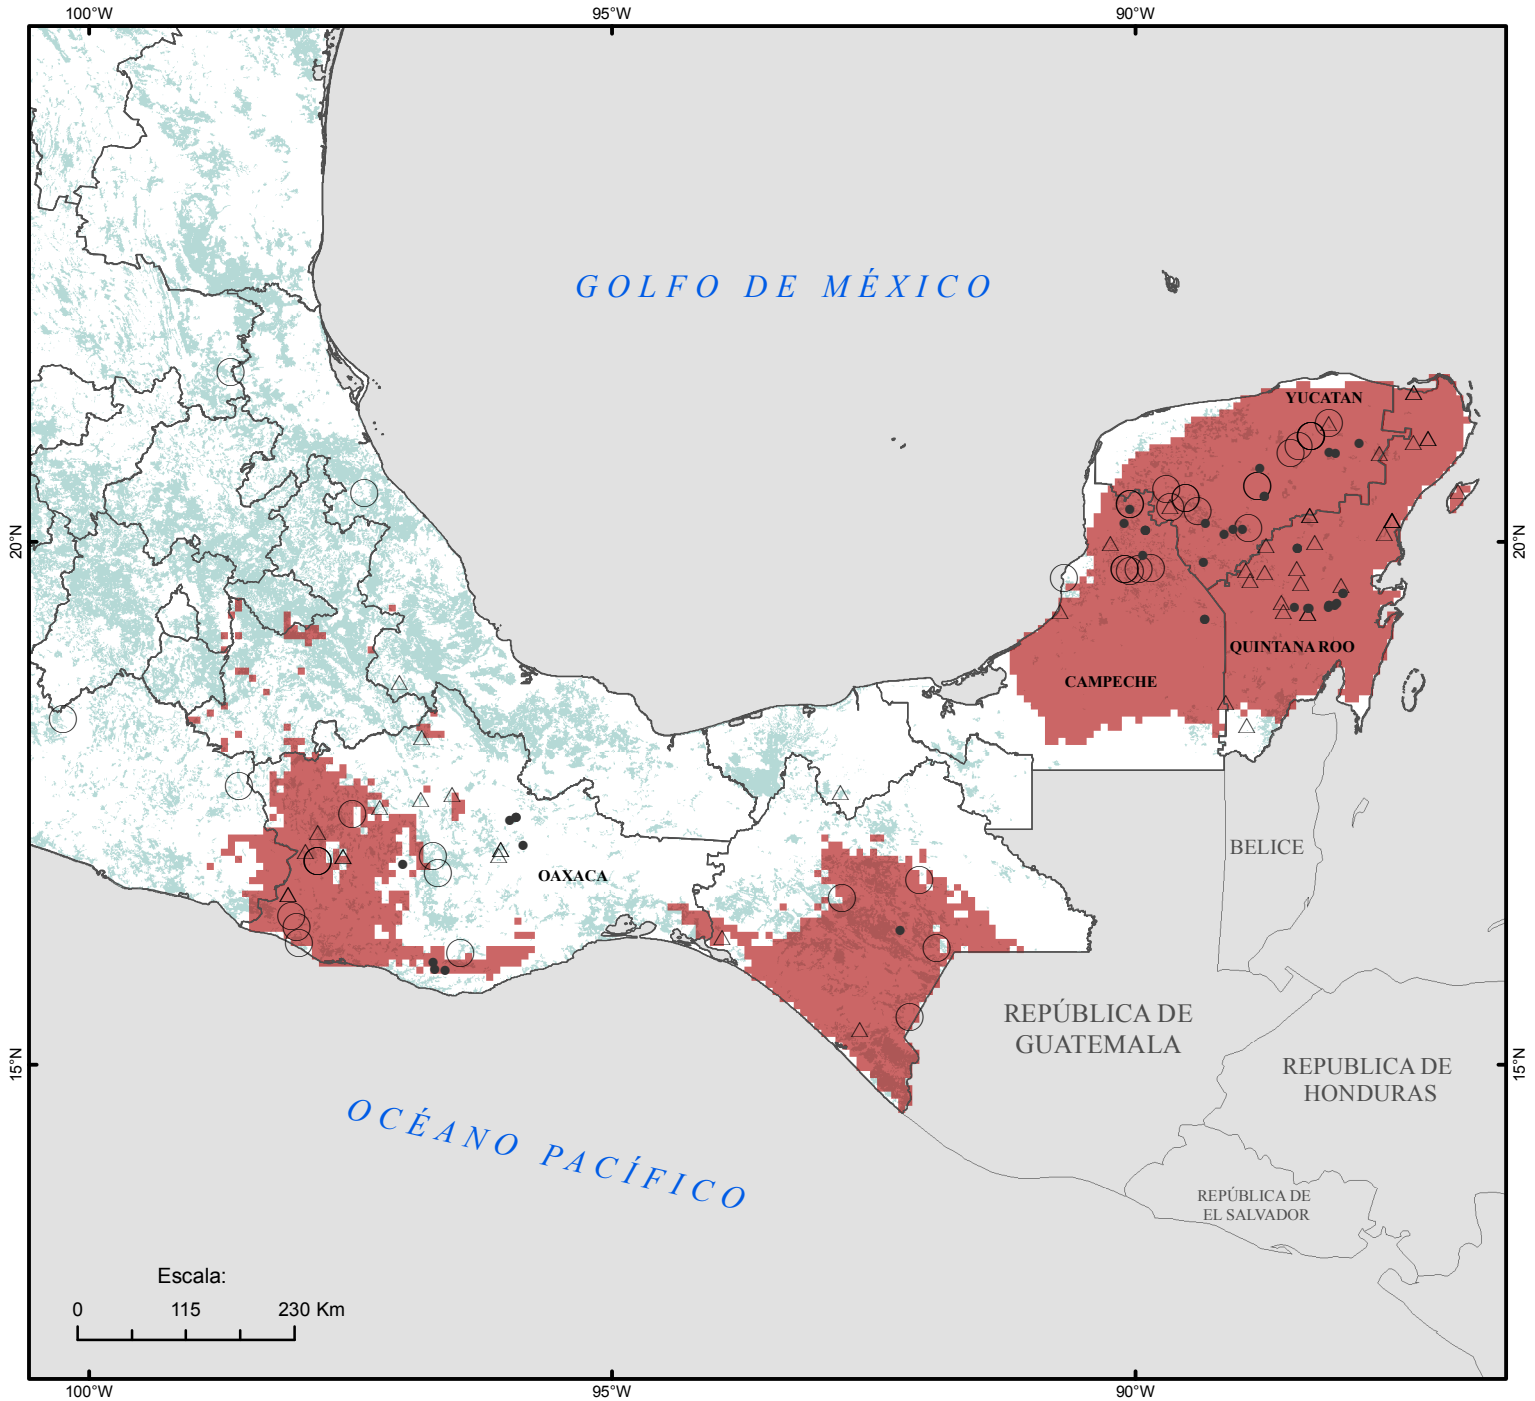 100°W
95°W
90°W
GOLFO DE MÉXICO
YUCATAN
20°N
20°N
QUINTANA ROO
CAMPECHE
BELICE
OAXACA
REPÚBLICA DE
GUATEMALA
15°N
15°N
REPUBLICA DE
HONDURAS
OCÉANO PACÍFICO
REPÚBLICA DE
EL SALVADOR
Escala:
0 115 230 Km
100°W
95°W
90°W